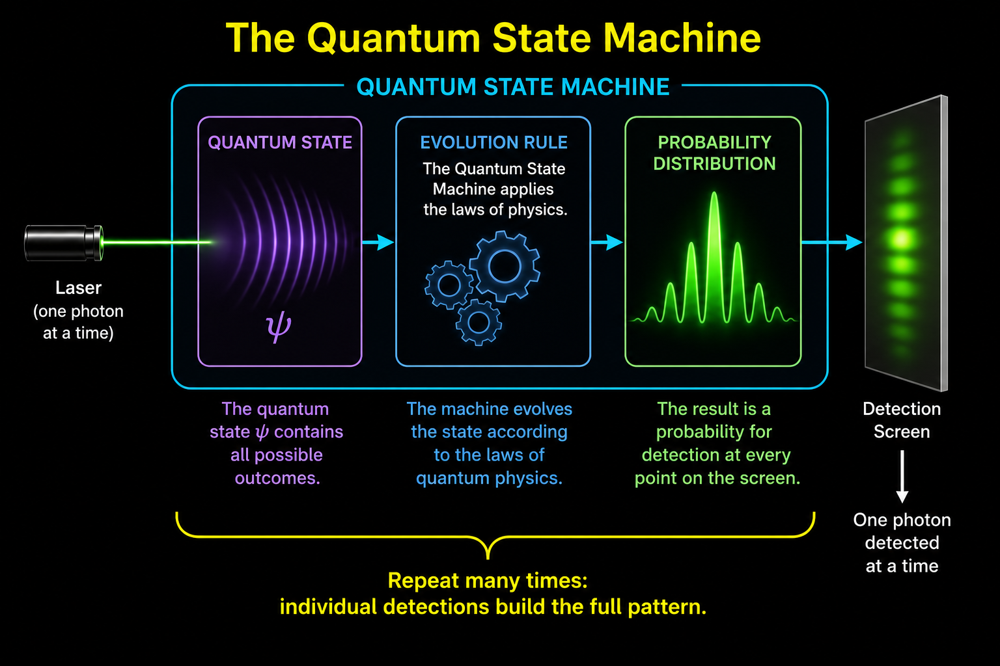 The Quantum State Machine
QUANTUM STATE MACHINE
QUANTUM STATE
ψ
EVOLUTION RULE
The Quantum State
Machine applies
the laws of physics.
PROBABILITY
DISTRIBUTION
Laser
(one photon
at a time)
The quantum
state ψ contains
all possible
outcomes.
The machine evolves
the state according
to the laws of
quantum physics.
The result is a
probability for
detection at every
point on the screen.
Detection
Screen
One photon
detected
at a time
Repeat many times:
individual detections build the full pattern.